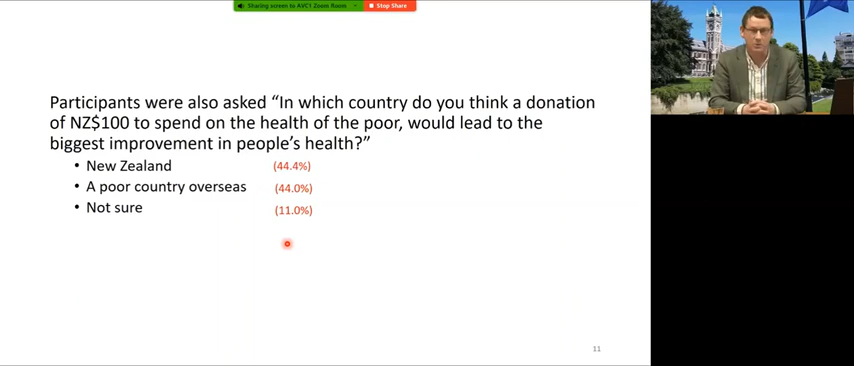 Sharing screen to AVC1 Zoom Room
Stop Share
Participants were also asked “In which country do you think a donation
of NZ$100 to spend on the health of the poor, would lead to the
biggest improvement in people’s health?”
• New Zealand (44.4%)
• A poor country overseas (44.0%)
• Not sure (11.0%)
11